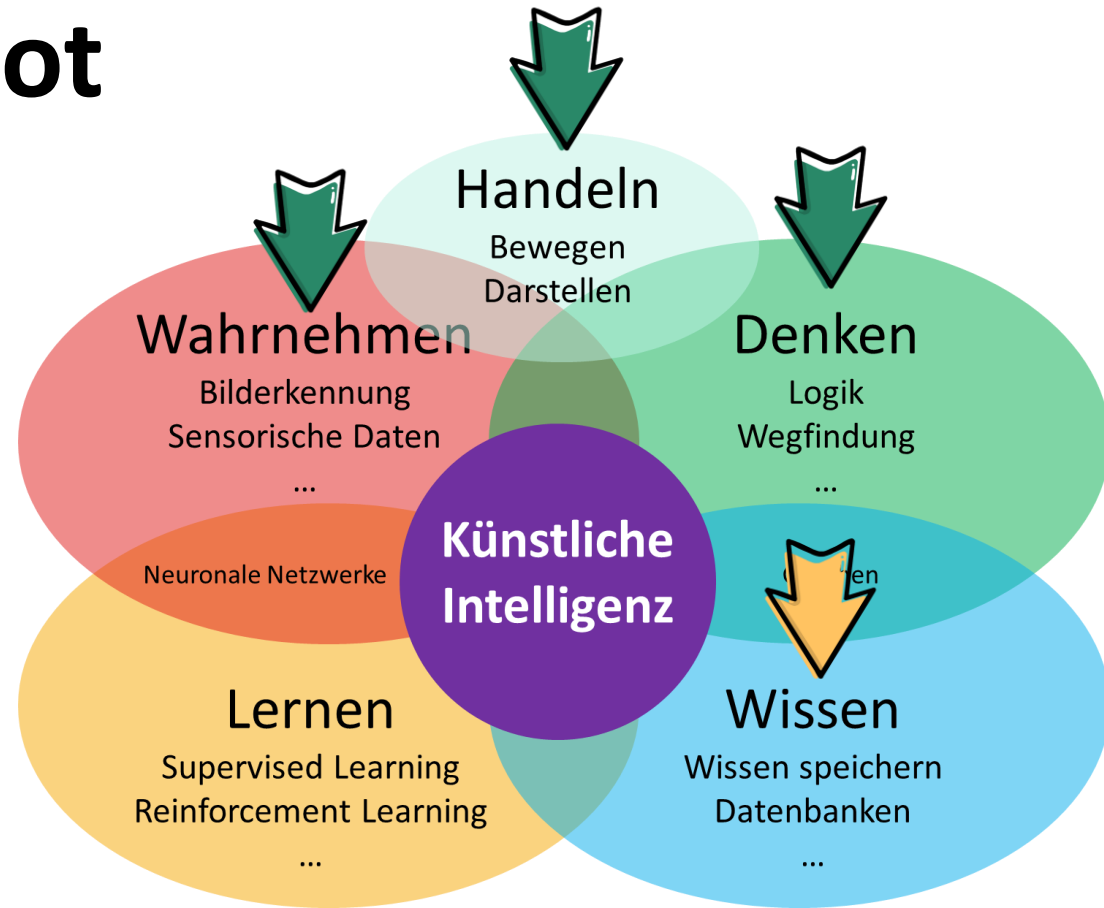 ot
Handeln
Bewegen
Darstellen
Wahrnehmen
Bilderkennung
Sensorische Daten
...
Denken
Logik
Wegfindung
...
Neuronale Netzwerke
Künstliche
Intelligenz
Lernen
Supervised Learning
Reinforcement Learning
...
Wissen
Wissen speichern
Datenbanken
...